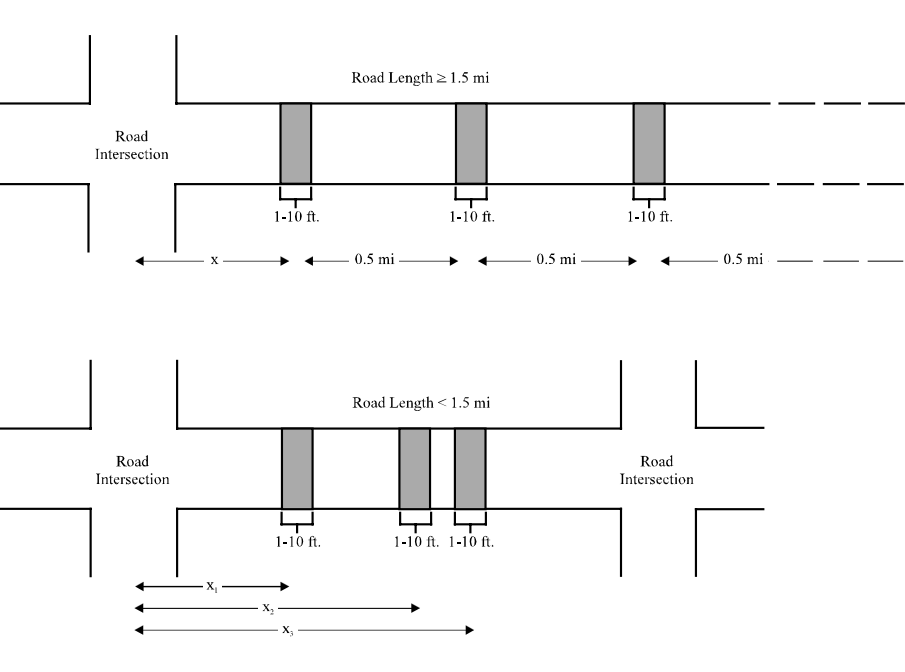 Road Length ≥ 1.5 mi
Road
Intersection
1-10 ft. 1-10 ft. 1-10 ft.
x 0.5 mi 0.5 mi 0.5 mi
Road Length < 1.5 mi
Road
Intersection
Road
Intersection
1-10 ft. 1-10 ft. 1-10 ft.
x₁
x₂
x₃